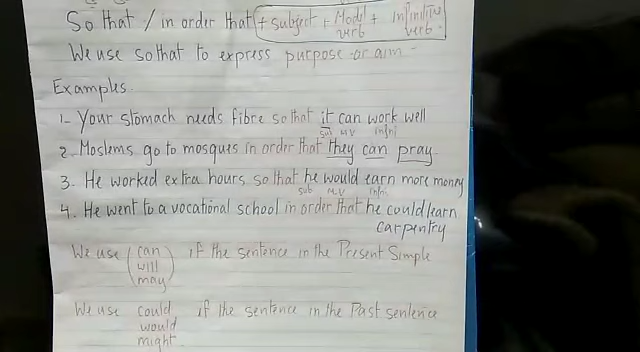 So that / in order that + subject + Model verb + infinitive verb.
We use so that to express purpose or aim -
Examples.
1- Your stomach needs fibre so that it can work well
sub MV infini
2. Moslems go to mosques in order that they can pray.
3. He worked extra hours so that he would earn more money
sub M.V infin
4. He went to a vocational school in order that he could learn
carpentry
We use (can will may) if the sentence in the Present Simple
We use could would might if the sentence in the Past sentence